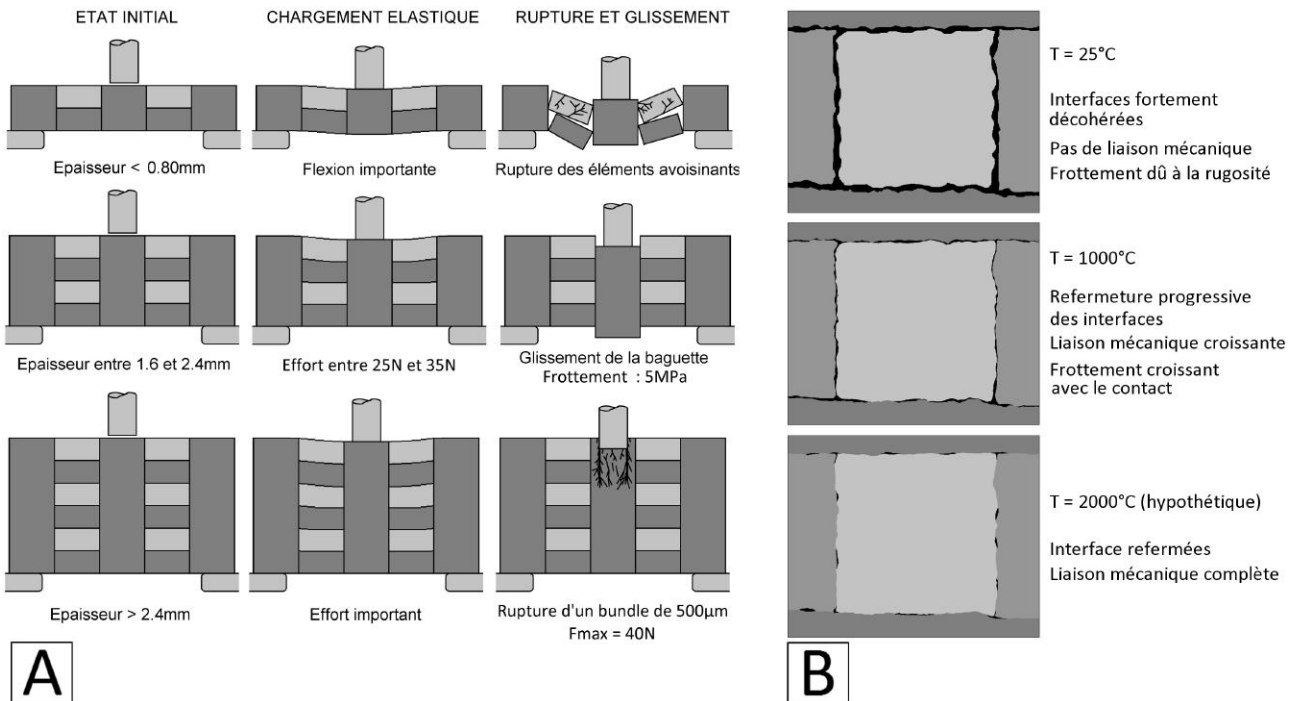 ETAT INITIAL
CHARGEMENT ELASTIQUE
RUPTURE ET GLISSEMENT
Epaisseur < 0.80mm
Flexion importante
Rupture des éléments avoisinants
Epaisseur entre 1.6 et 2.4mm
Effort entre 25N et 35N
Glissement de la baguette
Frottement : 5MPa
Epaisseur > 2.4mm
Effort important
Rupture d'un bundle de 500µm
Fmax = 40N
A
T = 25°C
Interfaces fortement
décohérées
Pas de liaison mécanique
Frottement dû à la rugosité
T = 1000°C
Refermeture progressive
des interfaces
Liaison mécanique croissante
Frottement croissant
avec le contact
T = 2000°C (hypothétique)
Interface refermées
Liaison mécanique complète
B